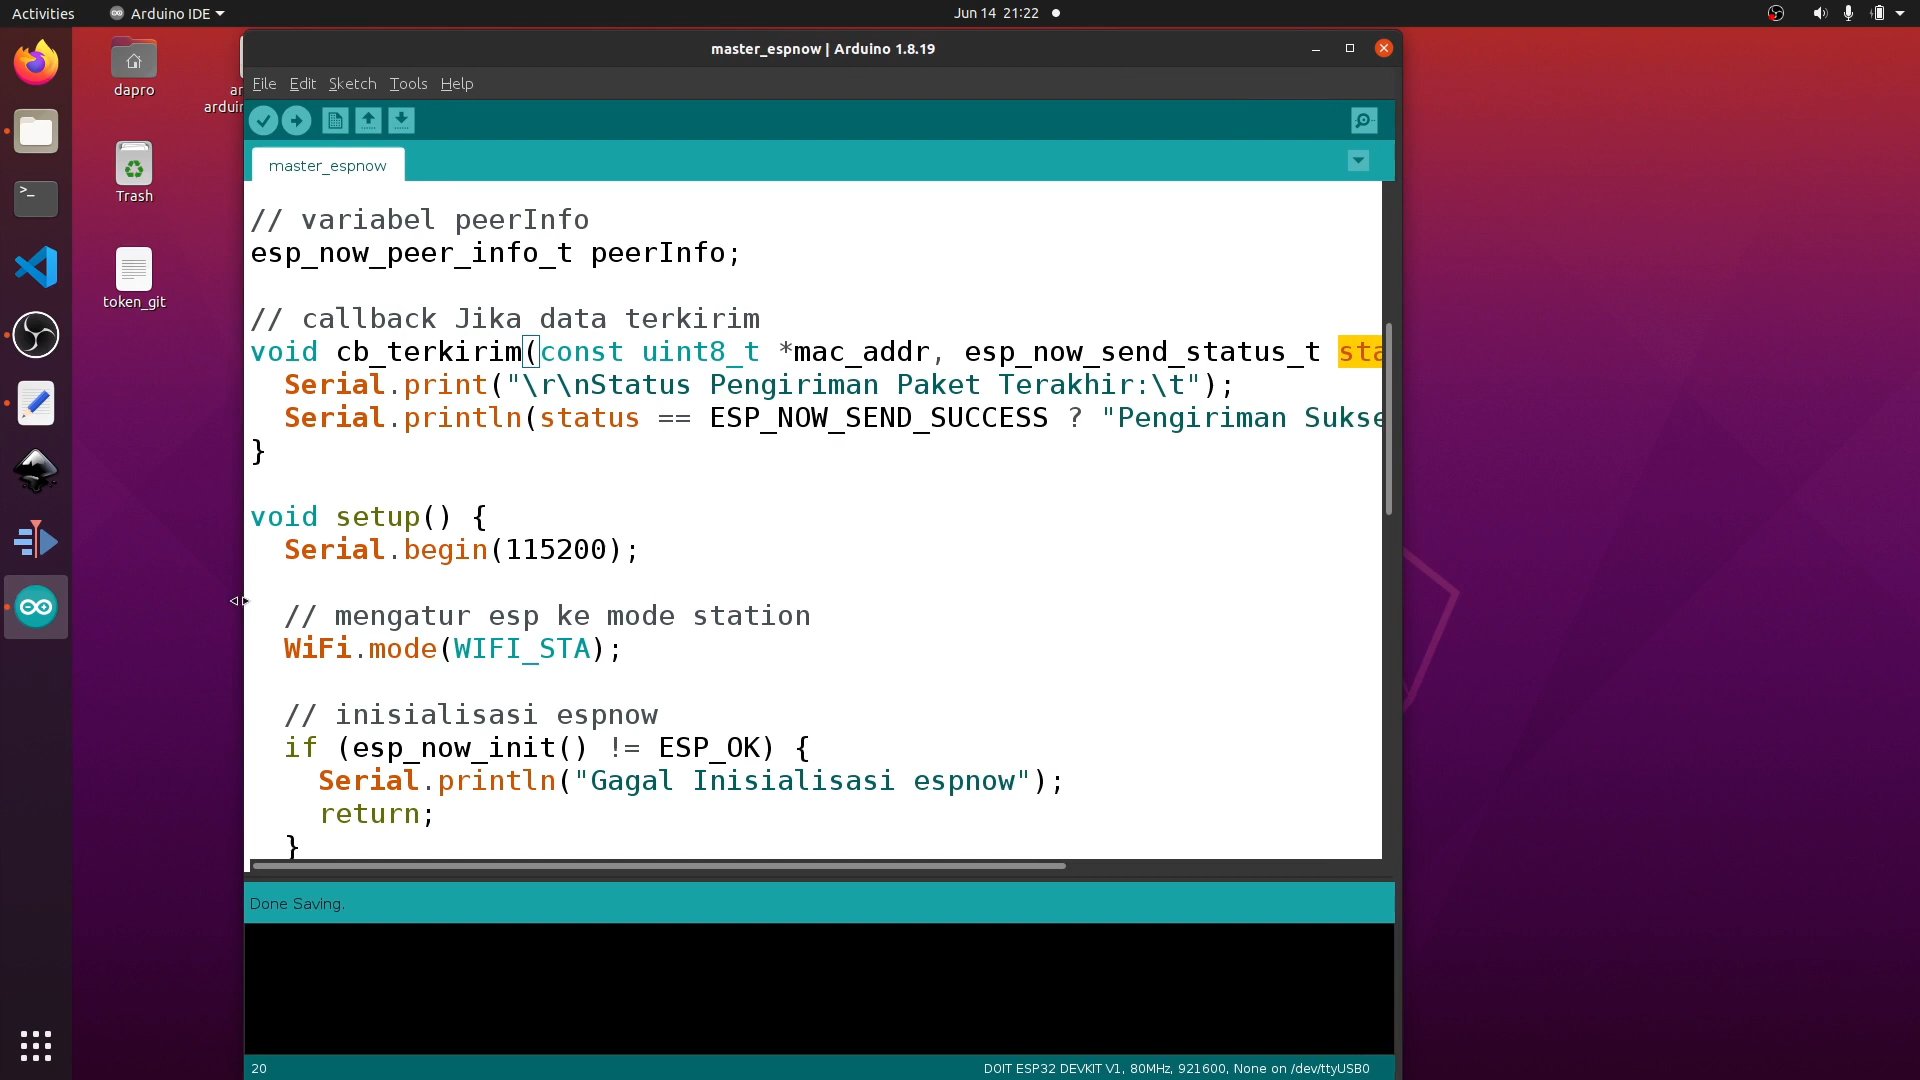 Activities
Arduino IDE
Jun 14 21:22
dapro
Trash
token_git
ar
arduin
master_espnow | Arduino 1.8.19
File Edit Sketch Tools Help
master_espnow
// variabel peerInfo
esp_now_peer_info_t peerInfo;
// callback Jika data terkirim
void cb_terkirim(const uint8_t *mac_addr, esp_now_send_status_t sta
Serial.print("\r\nStatus Pengiriman Paket Terakhir:\t");
Serial.println(status == ESP_NOW_SEND_SUCCESS ? "Pengiriman Sukse
}
void setup() {
Serial.begin(115200);
// mengatur esp ke mode station
WiFi.mode(WIFI_STA);
// inisialisasi espnow
if (esp_now_init() != ESP_OK) {
Serial.println("Gagal Inisialisasi espnow");
return;
}
Done Saving.
20
DOIT ESP32 DEVKIT V1, 80MHz, 921600, None on /dev/ttyUSB0